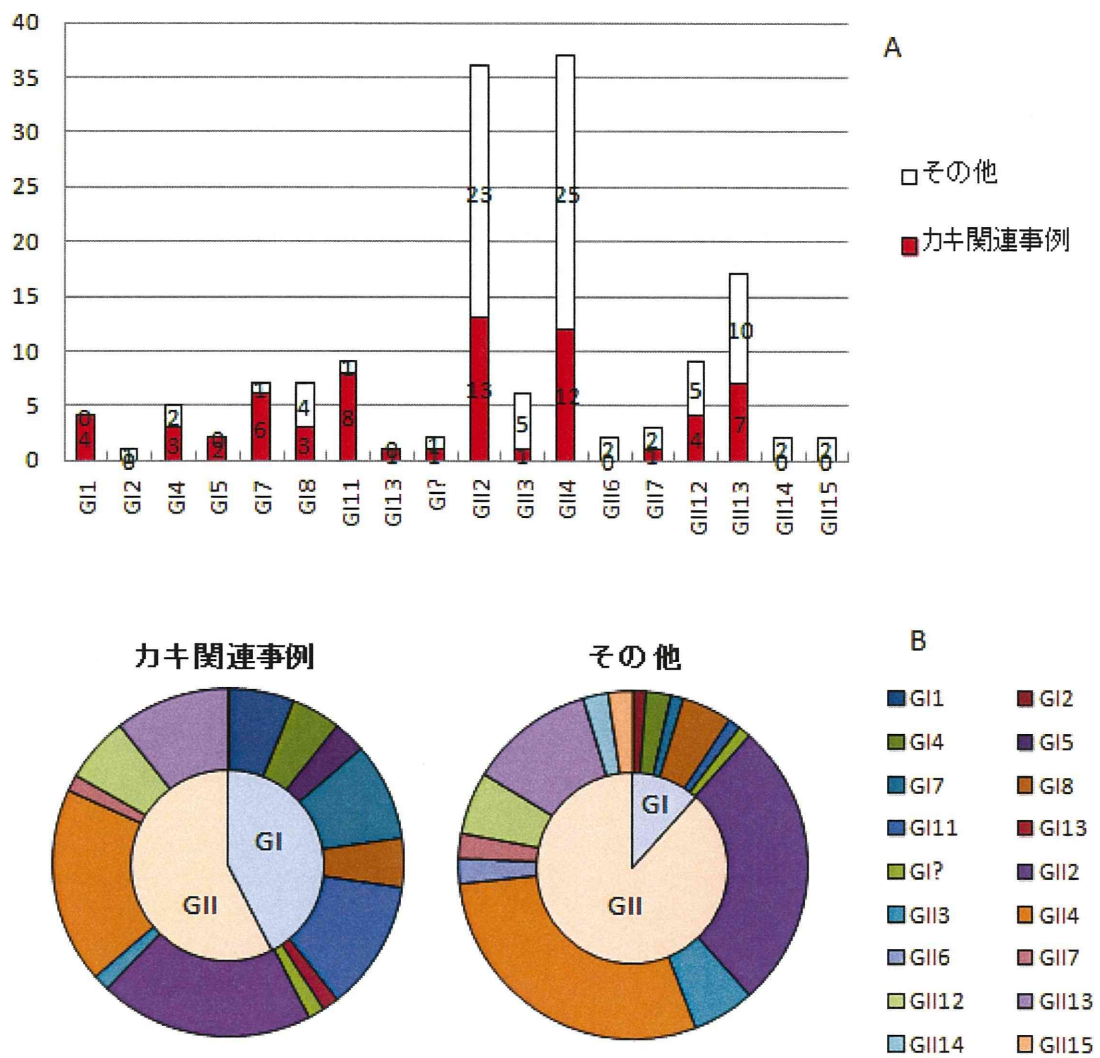 40
A
35
30
25
20
15
10
5
0
23
25
その他
カキ関連事例
0
4
1
0
2
3
0
2
1
6
4
3
1
8
0
1
1
1
13
5
1
12
2
0
2
1
5
4
10
7
2
0
2
0
GI1
GI2
GI4
GI5
GI7
GI8
GI11
GI13
GI?
GII2
GII3
GII4
GII6
GII7
GII12
GII13
GII14
GII15
カキ関連事例
その他
B
GI
GII
GI
GII
GI1 GI2
GI4 GI5
GI7 GI8
GI11 GI13
GI? GII2
GII3 GII4
GII6 GII7
GII12 GII13
GII14 GII15